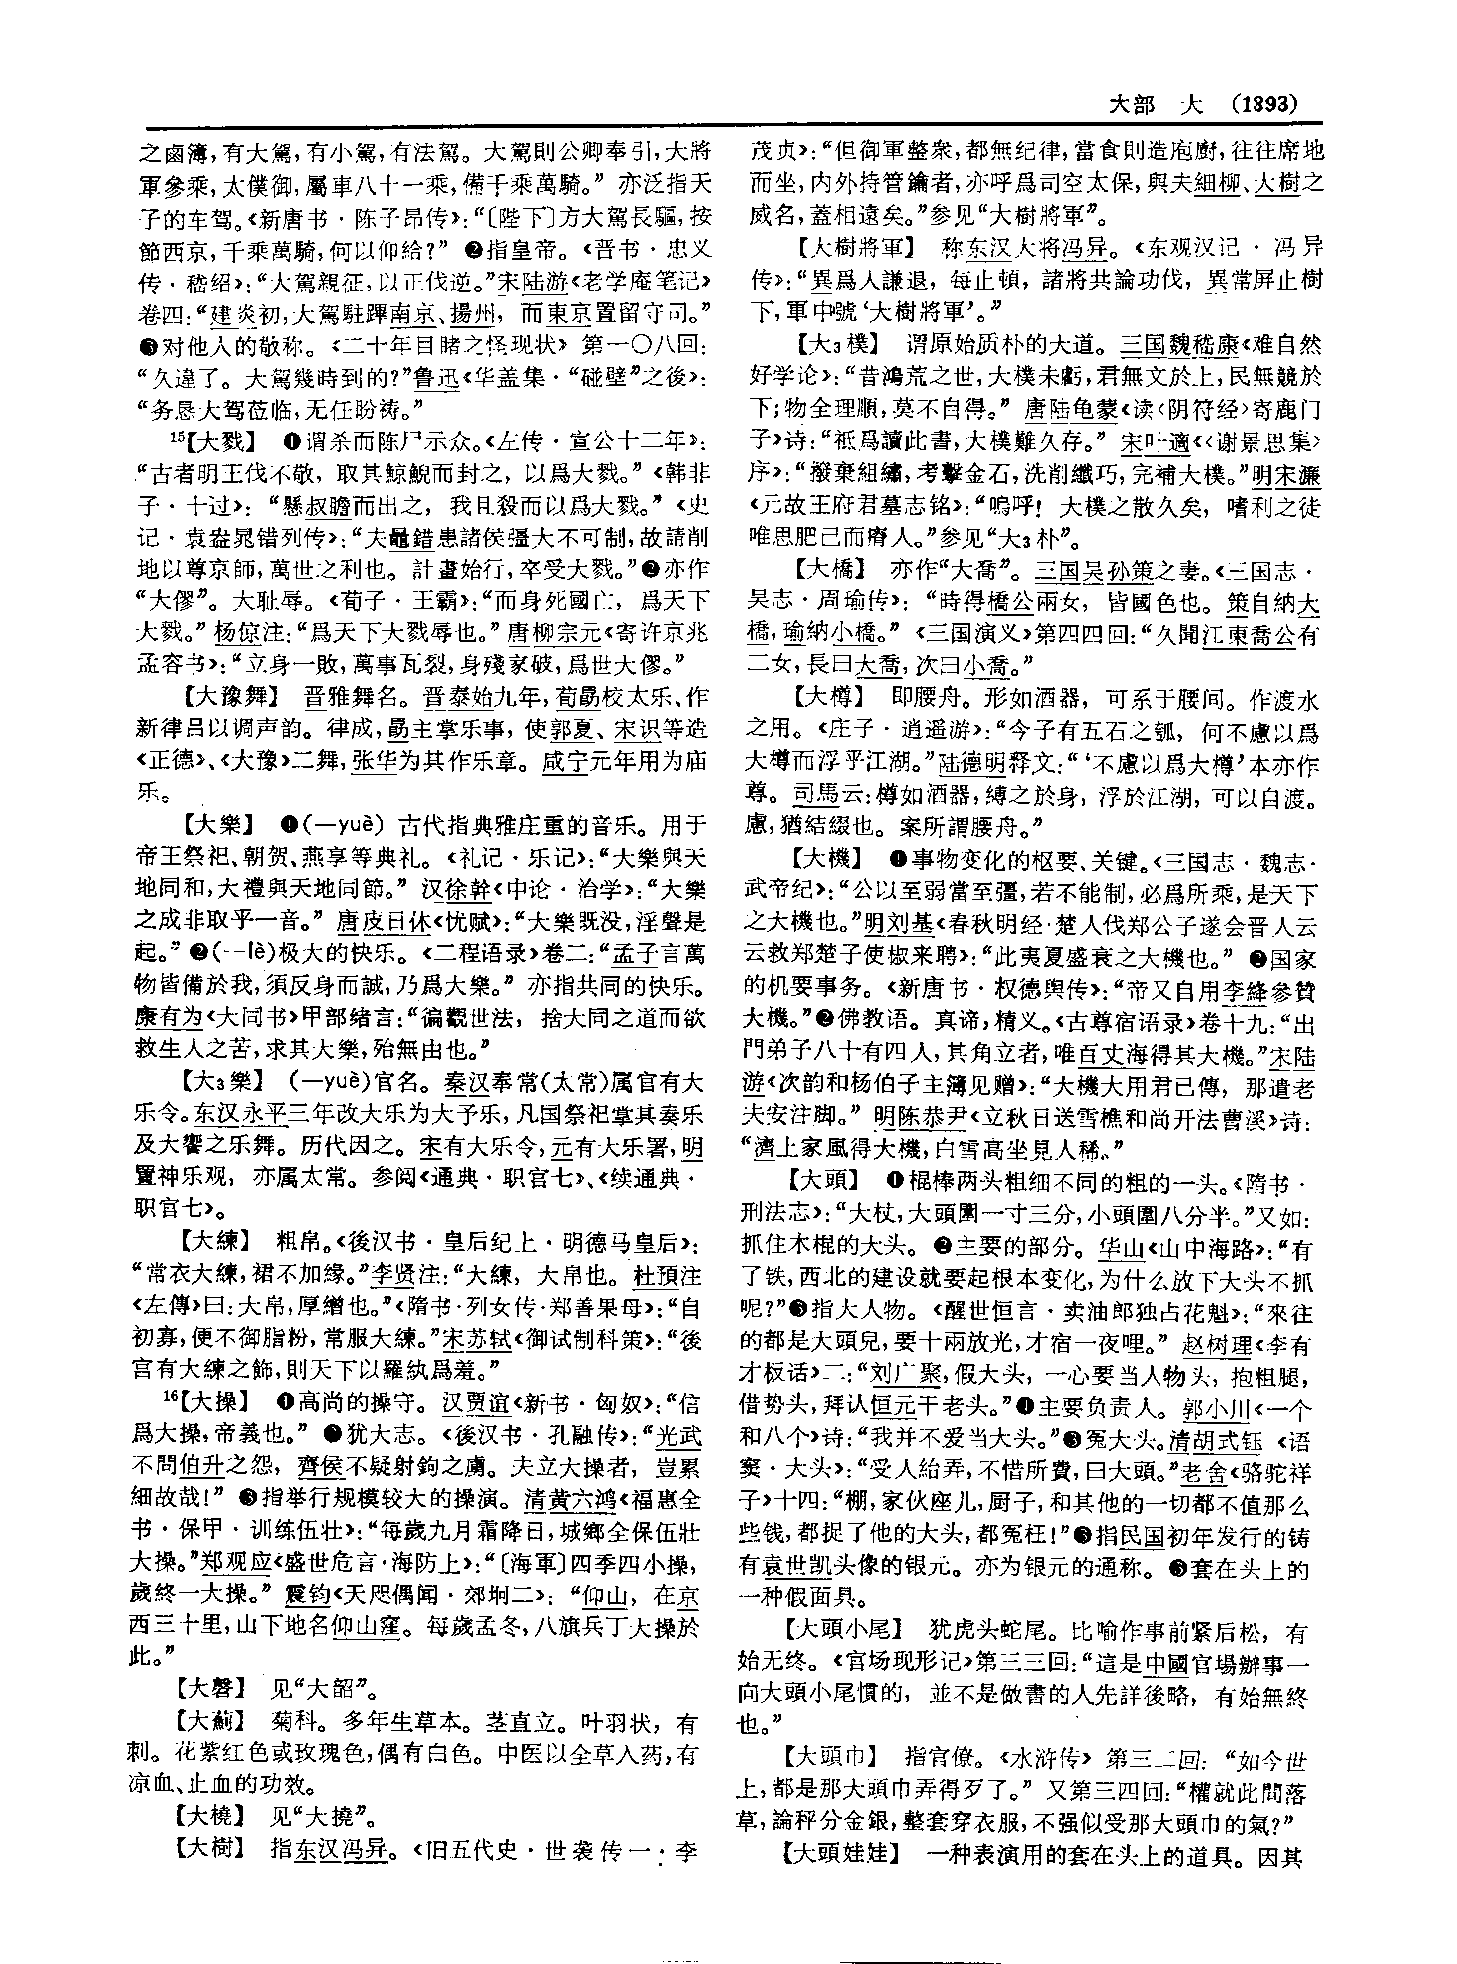 大部　大　(1393)
之鹵簿，有大駕，有小駕，有法駕。大駕則公卿奉引，大將
軍參乘，太僕御，屬車八十一乘，備千乘萬騎。”亦泛指天
子的车驾。《新唐书·陈子昂传》：“〔陛下〕方大駕長驅，按
節西京，千乘萬騎，何以仰給？”❷指皇帝。《晋书·忠义
传·嵇绍》：“大駕親征，以正伐逆。”宋陆游《老学庵笔记》
卷四：“建炎初，大駕駐蹕南京、揚州，而東京置留守司。”
❸对他人的敬称。《二十年目睹之怪现状》第一〇八回：
“久違了。大駕幾時到的？”鲁迅《华盖集·“碰壁”之後》：
“务恳大驾莅临，无任盼祷。”
15【大戮】　❶谓杀而陈尸示众。《左传·宣公十二年》：
“古者明王伐不敬，取其鯨鯢而封之，以爲大戮。”《韩非
子·十过》：“懸叔瞻而出之，我且殺而以爲大戮。”《史
记·袁盎晁错列传》：“夫鼂錯患諸侯彊大不可制，故請削
地以尊京師，萬世之利也。計畫始行，卒受大戮。”❷亦作
“大僇”。大耻辱。《荀子·王霸》：“而身死國亡，爲天下
大戮。”杨倞注：“爲天下大戮辱也。”唐柳宗元《寄许京兆
孟容书》：“立身一敗，萬事瓦裂，身殘家破，爲世大僇。”
【大豫舞】　晋雅舞名。晋泰始九年，荀勗校太乐、作
新律吕以调声韵。律成，勗主掌乐事，使郭夏、宋识等造
《正德》、《大豫》二舞，张华为其作乐章。咸宁元年用为庙
乐。
【大樂】　❶(—yuè)古代指典雅庄重的音乐。用于
帝王祭祀、朝贺、燕享等典礼。《礼记·乐记》：“大樂與天
地同和，大禮與天地同節。”汉徐幹《中论·治学》：“大樂
之成非取乎一音。”唐皮日休《忧赋》：“大樂既没，淫聲是
起。”❷(—lè)极大的快乐。《二程语录》卷二：“孟子言萬
物皆備於我，須反身而誠，乃爲大樂。”亦指共同的快乐。
康有为《大同书》甲部绪言：“徧觀世法，捨大同之道而欲
救生人之苦，求其大樂，殆無由也。”
【大3樂】　(—yuè)官名。秦汉奉常(太常)属官有大
乐令。东汉永平三年改大乐为大予乐，凡国祭祀掌其奏乐
及大饗之乐舞。历代因之。宋有大乐令，元有大乐署，明
置神乐观，亦属太常。参阅《通典·职官七》、《续通典·
职官七》。
【大練】　粗帛。《後汉书·皇后纪上·明德马皇后》：
“常衣大練，裙不加缘。”李贤注：“大練，大帛也。杜預注
《左傳》曰：大帛，厚繒也。”《隋书·列女传·郑善果母》：“自
初寡，便不御脂粉，常服大練。”宋苏轼《御试制科策》：“後
宫有大練之飾，則天下以羅紈爲羞。”
16【大操】　❶高尚的操守。汉贾谊《新书·匈奴》：“信
爲大操，帝義也。”❷犹大志。《後汉书·孔融传》：“光武
不問伯升之怨，齊侯不疑射鉤之虜。夫立大操者，豈累
細故哉！”❸指举行规模较大的操演。清黄六鸿《福惠全
书·保甲·训练伍壮》：“每歲九月霜降日，城鄉全保伍壯
大操。”郑观应《盛世危言·海防上》：“〔海軍〕四季四小操，
歲終一大操。”震钧《天咫偶闻·郊坰二》：“仰山，在京
西三十里，山下地名仰山窪。每歲孟冬，八旗兵丁大操於
此。”
【大磬】　见“大韶”。
【大薊】　菊科。多年生草本。茎直立。叶羽状，有
刺。花紫红色或玫瑰色，偶有白色。中医以全草入药，有
凉血、止血的功效。
【大橈】　见“大撓”。
【大樹】　指东汉冯异。《旧五代史·世袭传一·李
茂贞》：“但御軍整衆，都無纪律，當食則造庖廚，往往席地
而坐，内外持管鑰者，亦呼爲司空太保，與夫細柳、大樹之
威名，蓋相遠矣。”参见“大樹將軍”。
【大樹將軍】　称东汉大将冯异。《东观汉记·冯异
传》：“異爲人謙退，每止頓，諸將共論功伐，異常屏止樹
下，軍中號‘大樹將軍’。”
【大3樸】　谓原始质朴的大道。三国魏嵇康《难自然
好学论》：“昔鴻荒之世，大樸未虧，君無文於上，民無競於
下；物全理順，莫不自得。”唐陆龟蒙《读〈阴符经〉寄鹿门
子》诗：“祇爲讀此書，大樸難久存。”宋叶適《〈谢景思集〉
序》：“撥棄組繡，考擊金石，洗削纖巧，完補大樸。”明宋濂
《元故王府君墓志铭》：“嗚呼！大樸之散久矣，嗜利之徒
唯思肥己而瘠人。”参见“大3朴”。
【大橋】　亦作“大喬”。三国吴孙策之妻。《三国志·
吴志·周瑜传》：“時得橋公兩女，皆國色也。策自納大
橋，瑜納小橋。”《三国演义》第四四回：“久聞江東喬公有
二女，長曰大喬，次曰小喬。”
【大樽】　即腰舟。形如酒器，可系于腰间。作渡水
之用。《庄子·逍遥游》：“今子有五石之瓠，何不慮以爲
大樽而浮乎江湖。”陆德明释文：“‘不慮以爲大樽’本亦作
尊。司馬云：樽如酒器，縛之於身，浮於江湖，可以自渡。
慮，猶結綴也。案所謂腰舟。”
【大機】　❶事物变化的枢要、关键。《三国志·魏志·
武帝纪》：“公以至弱當至彊，若不能制，必爲所乘，是天下
之大機也。”明刘基《春秋明经·楚人伐郑公子遂会晋人云
云救郑楚子使椒来聘》：“此夷夏盛衰之大機也。”❷国家
的机要事务。《新唐书·权德舆传》：“帝又自用李絳參贊
大機。”❷佛教语。真谛，精义。《古尊宿语录》卷十九：“出
門弟子八十有四人，其角立者，唯百丈海得其大機。”宋陆
游《次韵和杨伯子主簿见赠》：“大機大用君已傳，那遣老
夫安注脚。”明陈恭尹《立秋日送雪樵和尚开法曹溪》诗：
“濟上家風得大機，白雪高坐見人稀。”
【大頭】　❶棍棒两头粗细不同的粗的一头。《隋书·
刑法志》：“大杖，大頭圍一寸三分，小頭圍八分半。”又如：
抓住木棍的大头。❷主要的部分。华山《山中海路》：“有
了铁，西北的建设就要起根本变化，为什么放下大头不抓
呢？”❸指大人物。《醒世恒言·卖油郎独占花魁》：“來往
的都是大頭兒，要十兩放光，才宿一夜哩。”赵树理《李有
才板话》二：“刘广聚，假大头，一心要当人物头，抱粗腿，
借势头，拜认恒元干老头。”❹主要负责人。郭小川《一个
和八个》诗：“我并不爱当大头。”❺冤大头。清胡式钰《语
窦·大头》：“受人紿弄，不惜所費，曰大頭。”老舍《骆驼祥
子》十四：“棚，家伙座儿，厨子，和其他的一切都不值那么
些钱，都捉了他的大头，都冤枉！”❻指民国初年发行的铸
有袁世凯头像的银元。亦为银元的通称。❻套在头上的
一种假面具。
【大頭小尾】　犹虎头蛇尾。比喻作事前紧后松，有
始无终。《官场现形记》第三三回：“這是中國官場辦事一
向大頭小尾慣的，並不是做書的人先詳後略，有始無終
也。”
【大頭巾】　指官僚。《水浒传》第三二回：“如今世
上，都是那大頭巾弄得歹了。”又第三四回：“權就此間落
草，論秤分金銀，整套穿衣服，不强似受那大頭巾的氣？”
【大頭娃娃】　一种表演用的套在头上的道具。因其